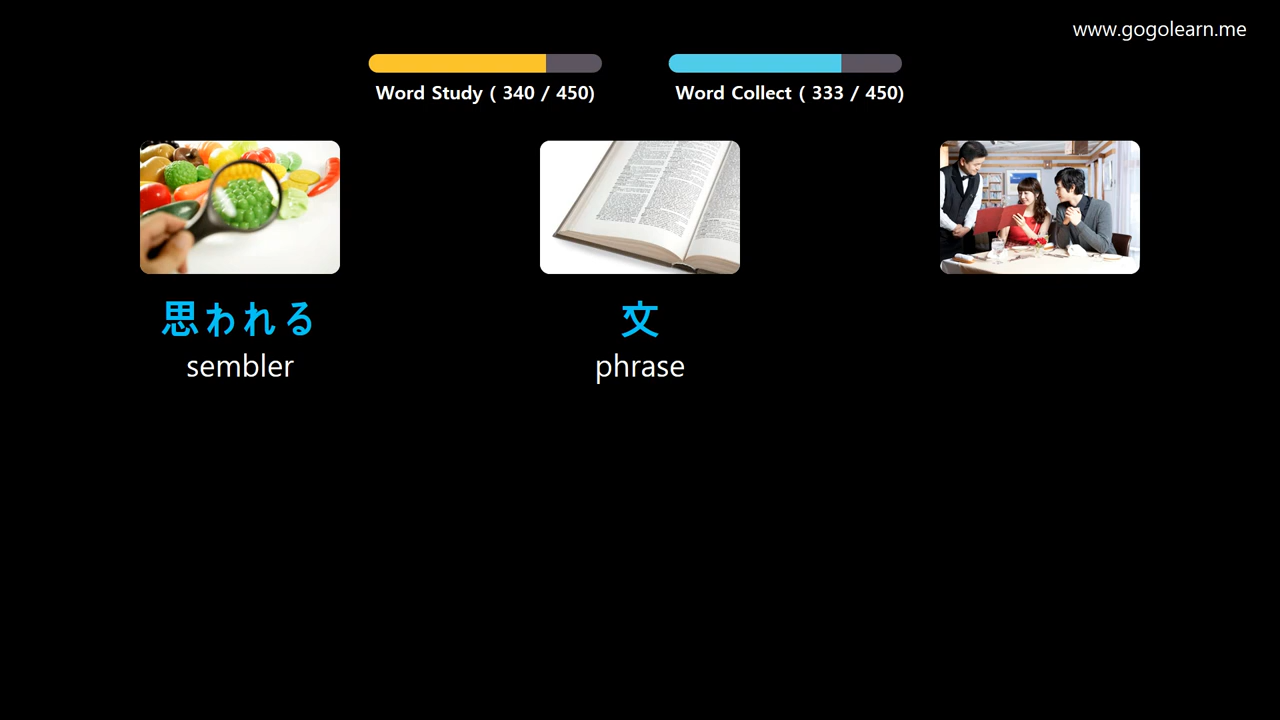 www.gogolearn.me
Word Study ( 340 / 450)
Word Collect ( 333 / 450)
思われる
sembler
文
phrase